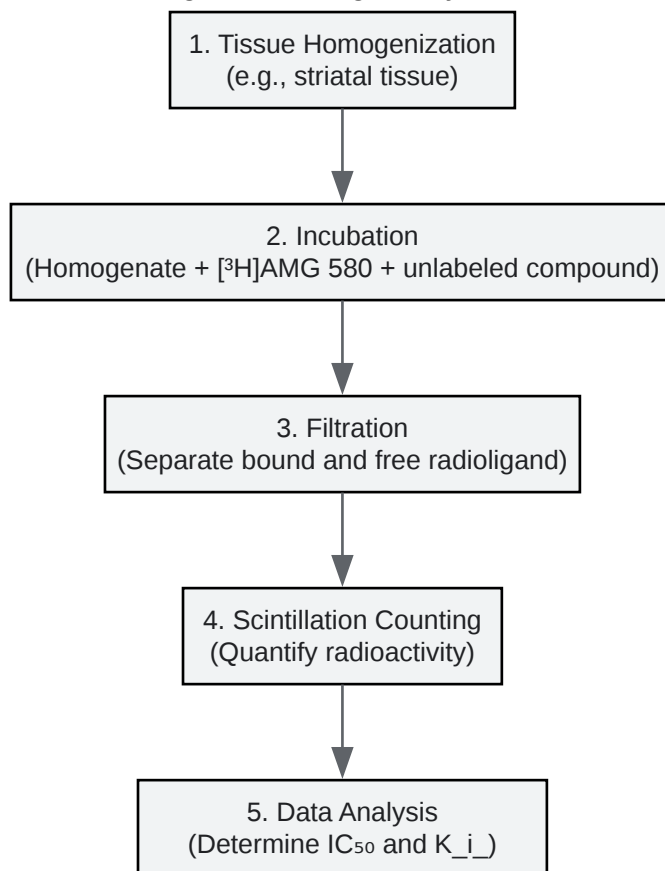 1. Tissue Homogenization
(e.g., striatal tissue)
2. Incubation
(Homogenate + [³H]AMG 580 + unlabeled compound)
3. Filtration
(Separate bound and free radioligand)
4. Scintillation Counting
(Quantify radioactivity)
5. Data Analysis
(Determine IC₅₀ and K_i_)